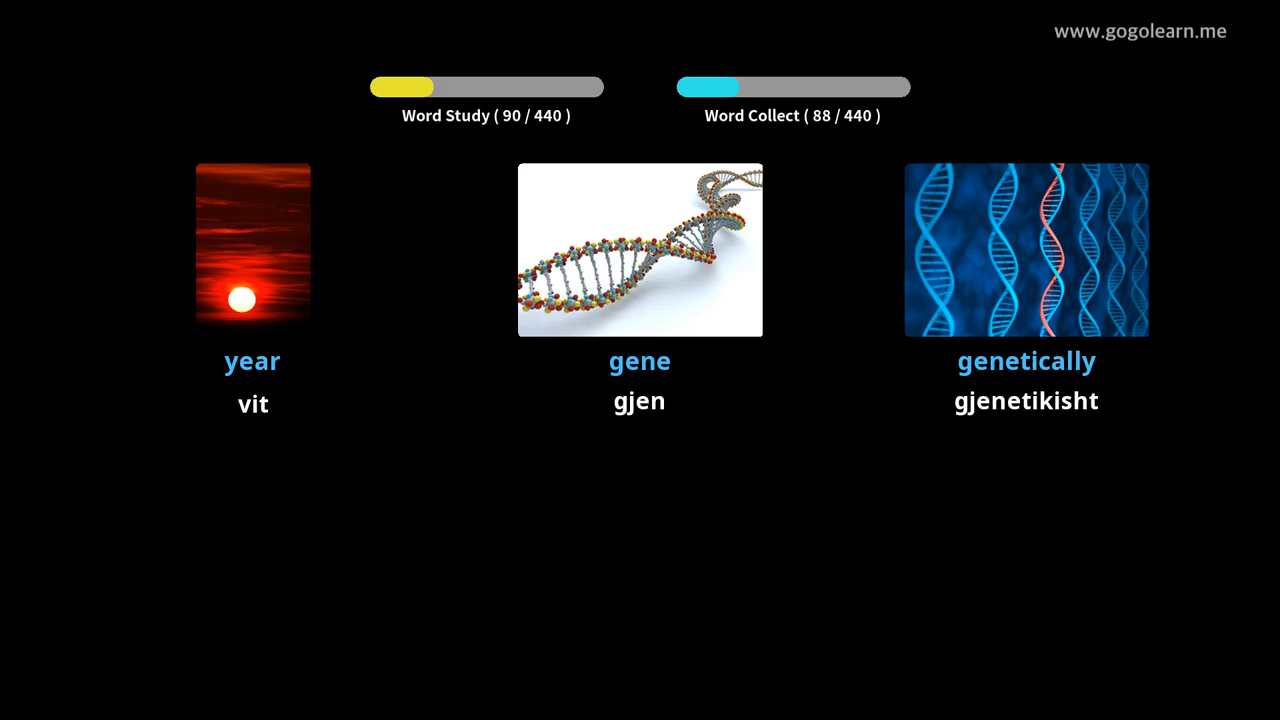 www.gogolearn.me
Word Study ( 90 / 440 )
Word Collect ( 88 / 440 )
year
gene
genetically
vit
gjen
gjenetikisht